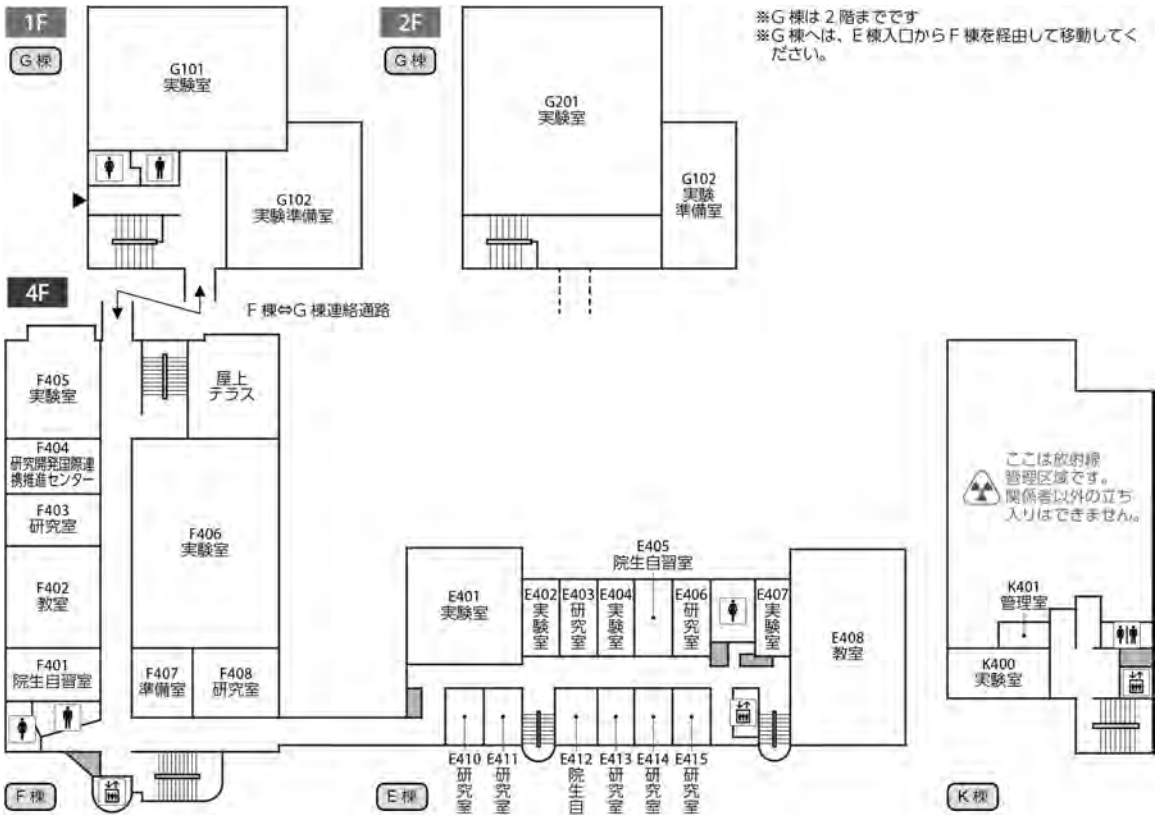 1F
G棟
G101
実験室
G102
実験準備室
2F
G棟
G201
実験室
G102
実験
準備室
※G棟は2階までです
※G棟へは、E棟入口からF棟を経由して移動してく
ださい。
4F
F棟⇔G棟連絡通路
F405
実験室
屋上
テラス
F404
研究開発国際連
携推進センター
F403
研究室
F406
実験室
F402
教室
F401
院生自習室
F407
準備室
F408
研究室
F棟
E401
実験室
E402
実験室
E403
研究室
E404
実験室
E405
院生自習室
E406
研究室
E407
実験室
E408
教室
E410
研究室
E411
研究室
E412
院生自
E413
研究室
E414
研究室
E415
研究室
E棟
ここは放射線
管理区域です。
関係者以外の立ち
入りはできません。
K401
管理室
K400
実験室
K棟